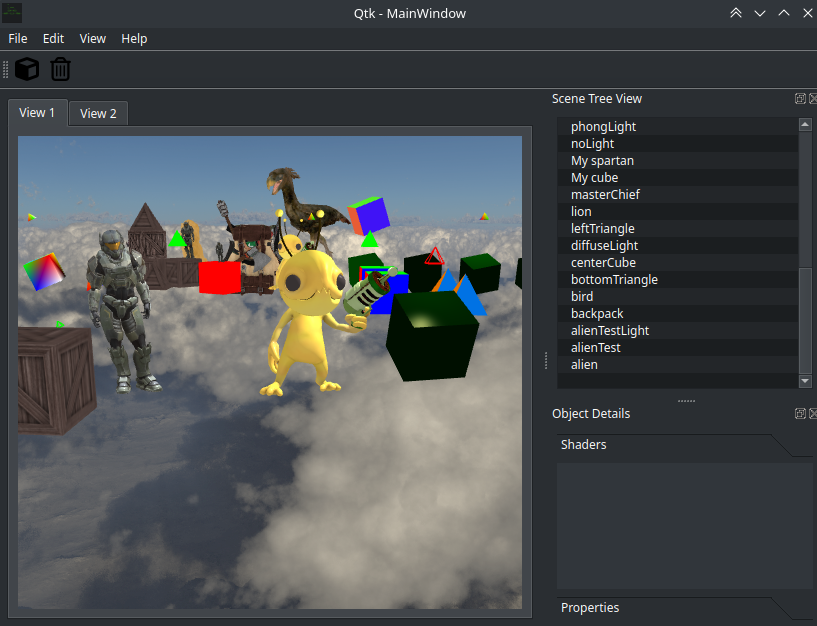 Qtk - MainWindow
File Edit View Help
View 1 View 2
Scene Tree View
phongLight
noLight
My spartan
My cube
masterChief
lion
leftTriangle
diffuseLight
centerCube
bottomTriangle
bird
backpack
alienTestLight
alienTest
alien
Object Details
Shaders
Properties